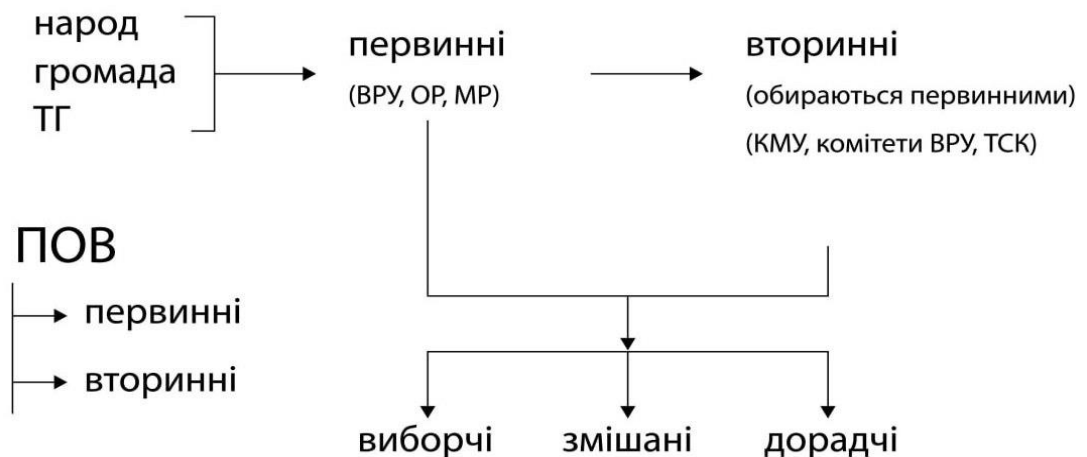 народ
громада
ТГ
первинні
(ВРУ, ОР, МР)
вторинні
(обираються первинними)
(КМУ, комітети ВРУ, ТСК)
ПОВ
первинні
вторинні
виборчі
змішані
дорадчі